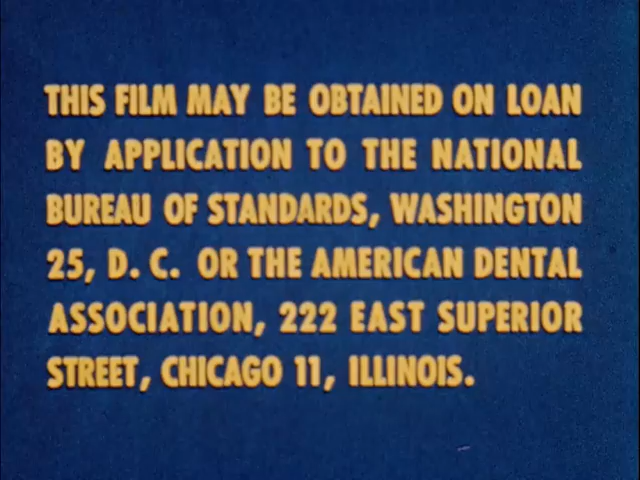 THIS FILM MAY BE OBTAINED ON LOAN
BY APPLICATION TO THE NATIONAL
BUREAU OF STANDARDS, WASHINGTON
25, D. C. OR THE AMERICAN DENTAL
ASSOCIATION, 222 EAST SUPERIOR
STREET, CHICAGO 11, ILLINOIS.